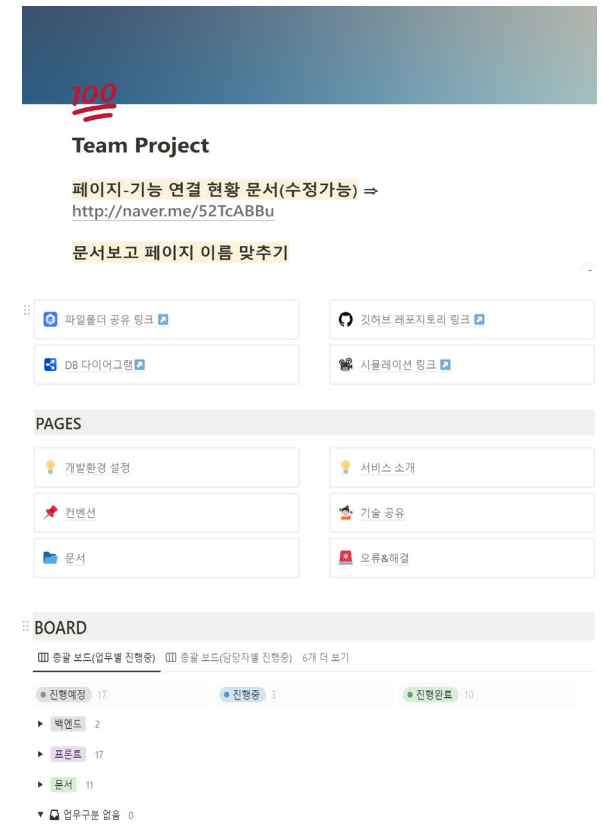 100
Team Project
페이지-기능 연결 현황 문서(수정가능) ⇒
http://naver.me/52TcABBu
문서보고 페이지 이름 맞추기
파일폴더 공유 링크 ↗
깃허브 레포지토리 링크 ↗
DB 다이어그램↗
시뮬레이션 링크 ↗
PAGES
개발환경 설정
서비스 소개
컨벤션
기술 공유
문서
오류&해결
BOARD
종괄 보드(업무별 진행중) 종괄 보드(담당자별 진행중) 6개 더 보기
진행예정 17 진행중 3 진행완료 10
백엔드 2
프론트 17
문서 11
업무구분 없음 0